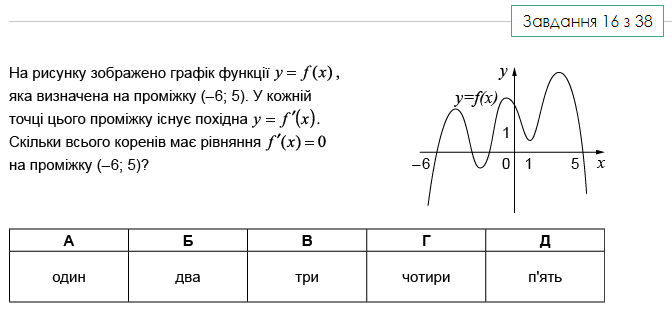 Завдання 16 з 38
На рисунку зображено графік функції y = f(x),
яка визначена на проміжку (–6; 5). У кожній
точці цього проміжку існує похідна y = f′(x).
Скільки всього коренів має рівняння f′(x) = 0
на проміжку (–6; 5)?
y
y=f(x)
1
–6 0 1 5 x
А Б В Г Д
один два три чотири п'ять